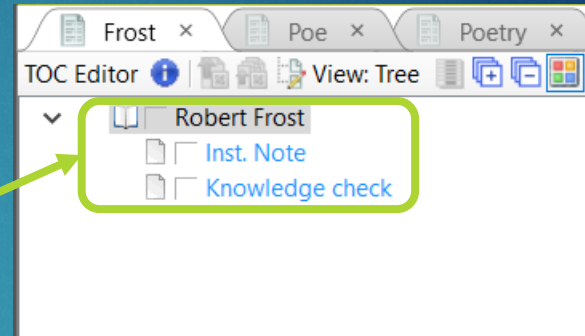 Frost × Poe × Poetry ×
TOC Editor View: Tree
Robert Frost
Inst. Note
Knowledge check